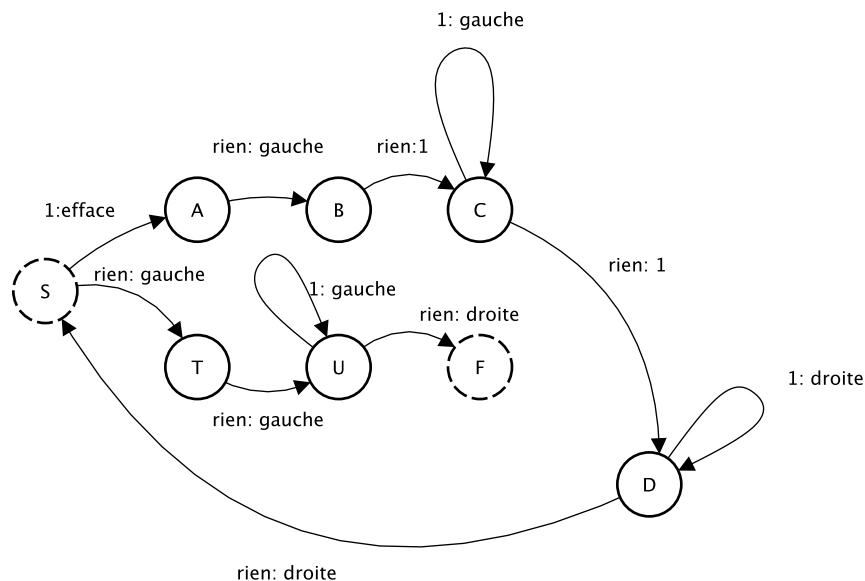 1: gauche
rien: gauche
rien:1
A
B
C
1:efface
rien: 1
rien: gauche
S
1: gauche
rien: droite
T
U
F
1: droite
rien: gauche
D
rien: droite